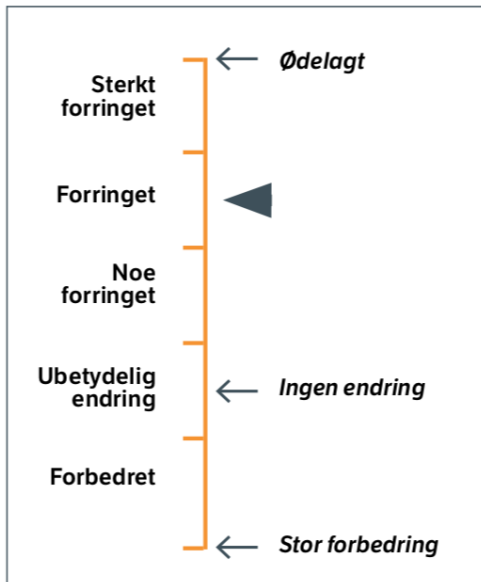 Ødelagt
Sterkt
forringet
Forringet
Noe
forringet
Ubetydelig
endring
Ingen endring
Forbedret
Stor forbedring